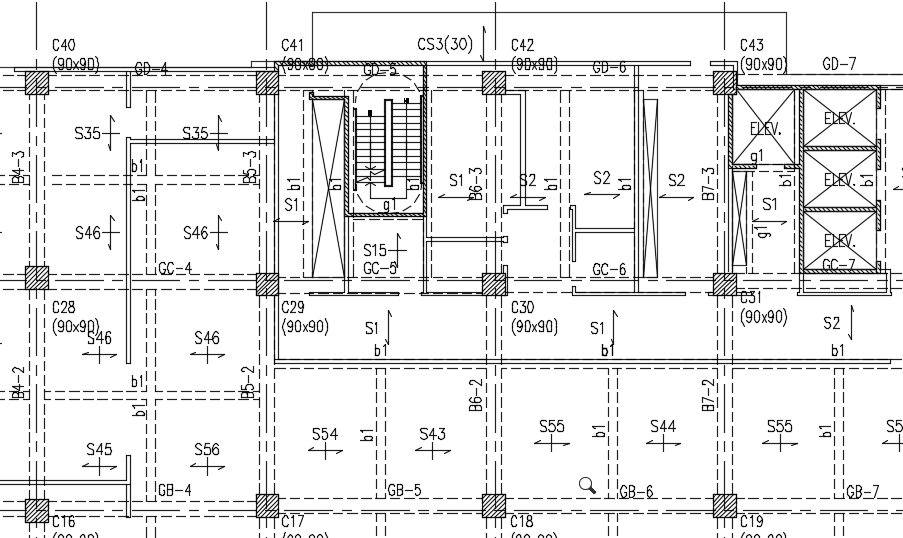 C40
(90x90)
GD-4
C41
(90x90)
GD-5
CS3(30)
C42
(90x90)
GD-6
C43
(90x90)
GD-7
S35
S35
B4-3
b1
b1
B5-3
S46
S46
GC-4
b1
b1
S1
g1
b1
S15
GC-5
S1
B6-3
S2
S2
b1
S2
GC-6
B7-3
ELEV.
g1
b1
S1
g1
ELEV.
ELEV.
b1
ELEV.
GC-7
C28
(90x90)
C29
(90x90)
C30
(90x90)
C31
(90x90)
S46
S46
S1
b1
S1
b1
S2
b1
B4-2
b1
b1
B5-2
B6-2
B7-2
S45
S56
S54
b1
S43
S55
b1
S44
S55
b1
GB-4
GB-5
GB-6
GB-7
C16
C17
C18
C19